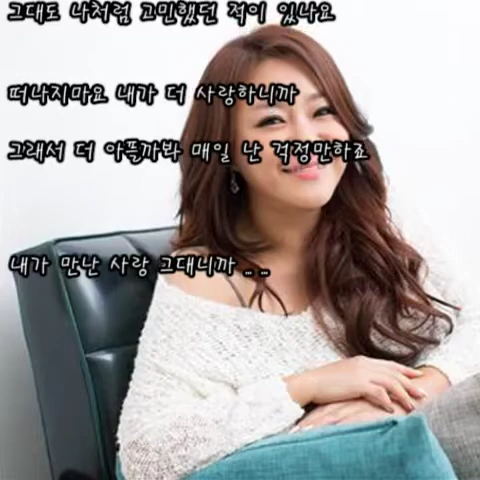 그대도 나처럼 고민했던 적이 있나요
떠나지마요 내가 더 사랑하니까
그래서 더 아플까봐 매일 난 걱정만하죠
내가 만난 사랑 그대니까 ... ...